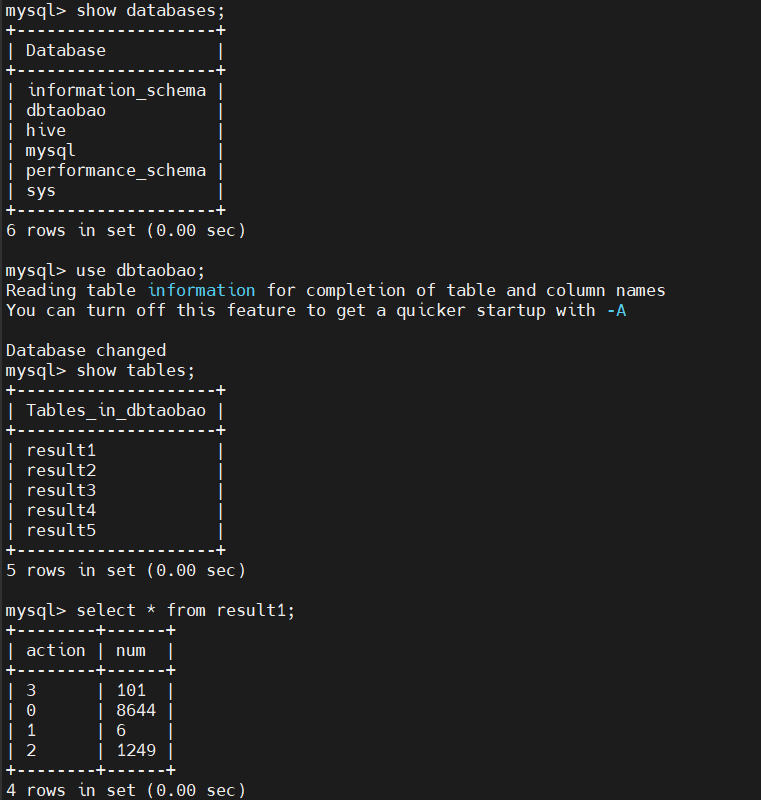 mysql> show databases;
+--------------------+
| Database           |
+--------------------+
| information_schema |
| dbtaobao           |
| hive               |
| mysql              |
| performance_schema |
| sys                |
+--------------------+
6 rows in set (0.00 sec)

mysql> use dbtaobao;
Reading table information for completion of table and column names
You can turn off this feature to get a quicker startup with -A

Database changed
mysql> show tables;
+--------------------+
| Tables_in_dbtaobao |
+--------------------+
| result1            |
| result2            |
| result3            |
| result4            |
| result5            |
+--------------------+
5 rows in set (0.00 sec)

mysql> select * from result1;
+--------+------+
| action | num  |
+--------+------+
| 3      | 101  |
| 0      | 8644 |
| 1      | 6    |
| 2      | 1249 |
+--------+------+
4 rows in set (0.00 sec)